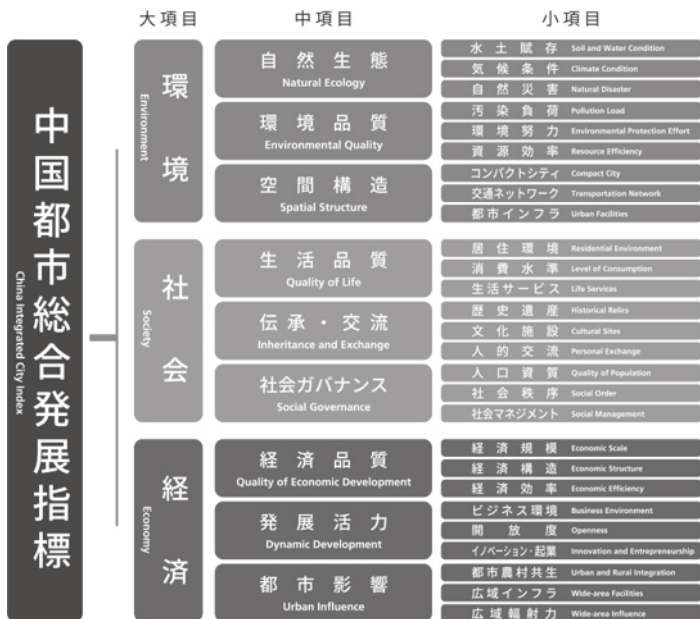 大項目
中項目
小項目
中国都市総合発展指標
China Integrated City Index
環境
Environment
自然生態
Natural Ecology
水土賦存 Soil and Water Condition
気候条件 Climate Condition
自然災害 Natural Disaster
環境品質
Environmental Quality
汚染負荷 Pollution Load
環境努力 Environmental Protection Effort
資源効率 Resource Efficiency
空間構造
Spatial Structure
コンパクトシティ Compact City
交通ネットワーク Transportation Network
都市インフラ Urban Facilities
社会
Society
生活品質
Quality of Life
居住環境 Residential Environment
消費水準 Level of Consumption
生活サービス Life Services
伝承・交流
Inheritance and Exchange
歴史遺産 Historical Relics
文化施設 Cultural Sites
人的交流 Personal Exchange
社会ガバナンス
Social Governance
人口資質 Quality of Population
社会秩序 Social Order
社会マネジメント Social Management
経済
Economy
経済品質
Quality of Economic Development
経済規模 Economic Scale
経済構造 Economic Structure
経済効率 Economic Efficiency
発展活力
Dynamic Development
ビジネス環境 Business Environment
開放度 Openness
イノベーション・起業 Innovation and Entrepreneurship
都市影響
Urban Influence
都市農村共生 Urban and Rural Integration
広域インフラ Wide-area Facilities
広域輻射力 Wide-area Influence